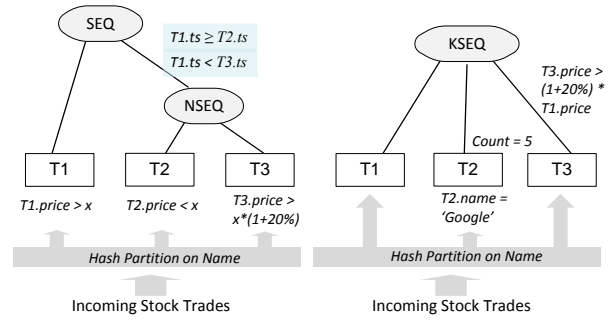 SEQ
T1.ts ≥ T2.ts
T1.ts < T3.ts
NSEQ
T1
T2
T3
T1.price > x
T2.price < x
T3.price >
x*(1+20%)
Hash Partition on Name
Incoming Stock Trades
KSEQ
T3.price >
(1+20%) *
T1.price
Count = 5
T1
T2
T3
T2.name =
‘Google’
Hash Partition on Name
Incoming Stock Trades